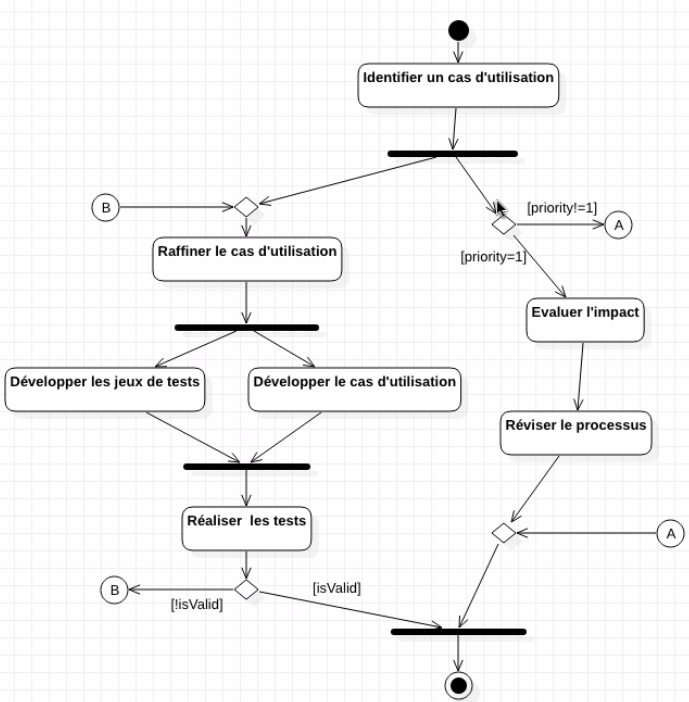 Identifier un cas d'utilisation
B
[priority!=1]
A
Raffiner le cas d'utilisation
[priority=1]
Evaluer l'impact
Développer les jeux de tests
Développer le cas d'utilisation
Réviser le processus
Réaliser les tests
A
B
[!isValid]
[isValid]